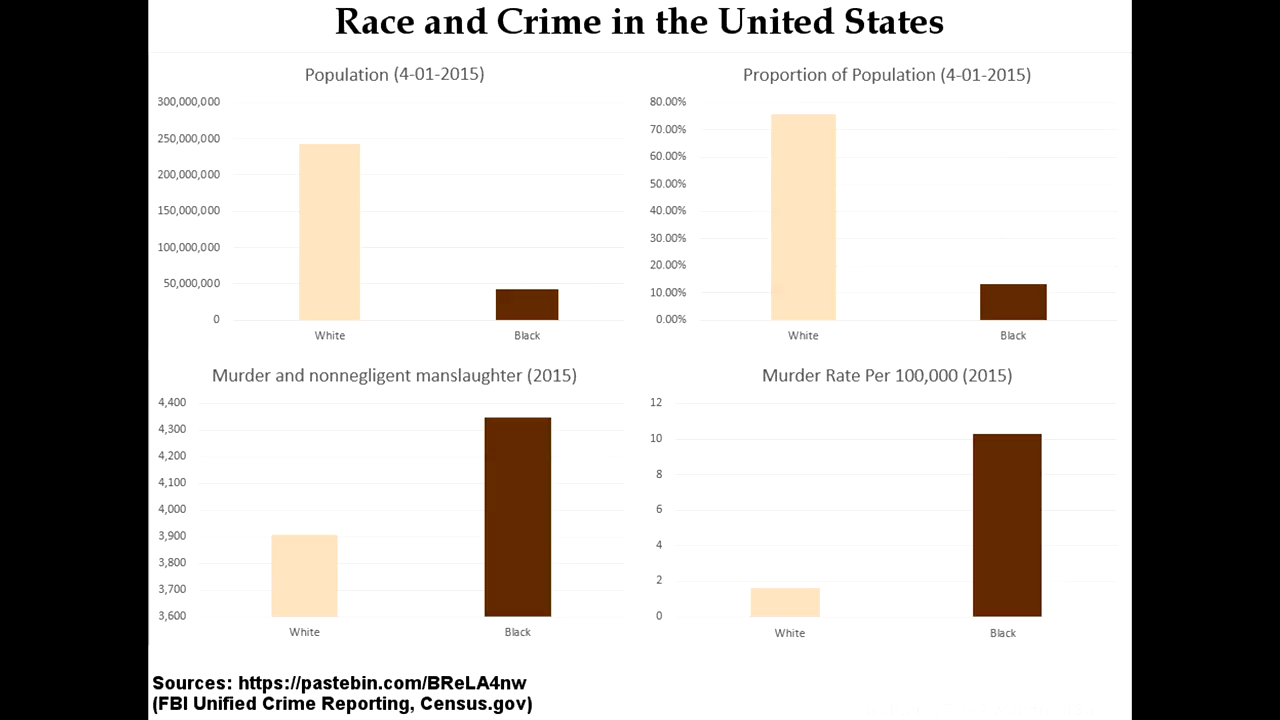 Race and Crime in the United States
Population (4-01-2015)
300,000,000
250,000,000
200,000,000
150,000,000
100,000,000
50,000,000
0
White Black
Proportion of Population (4-01-2015)
80.00%
70.00%
60.00%
50.00%
40.00%
30.00%
20.00%
10.00%
0.00%
White Black
Murder and nonnegligent manslaughter (2015)
4,400
4,300
4,200
4,100
4,000
3,900
3,800
3,700
3,600
White Black
Murder Rate Per 100,000 (2015)
12
10
8
6
4
2
0
White Black
Sources: https://pastebin.com/BReLA4nw
(FBI Unified Crime Reporting, Census.gov)